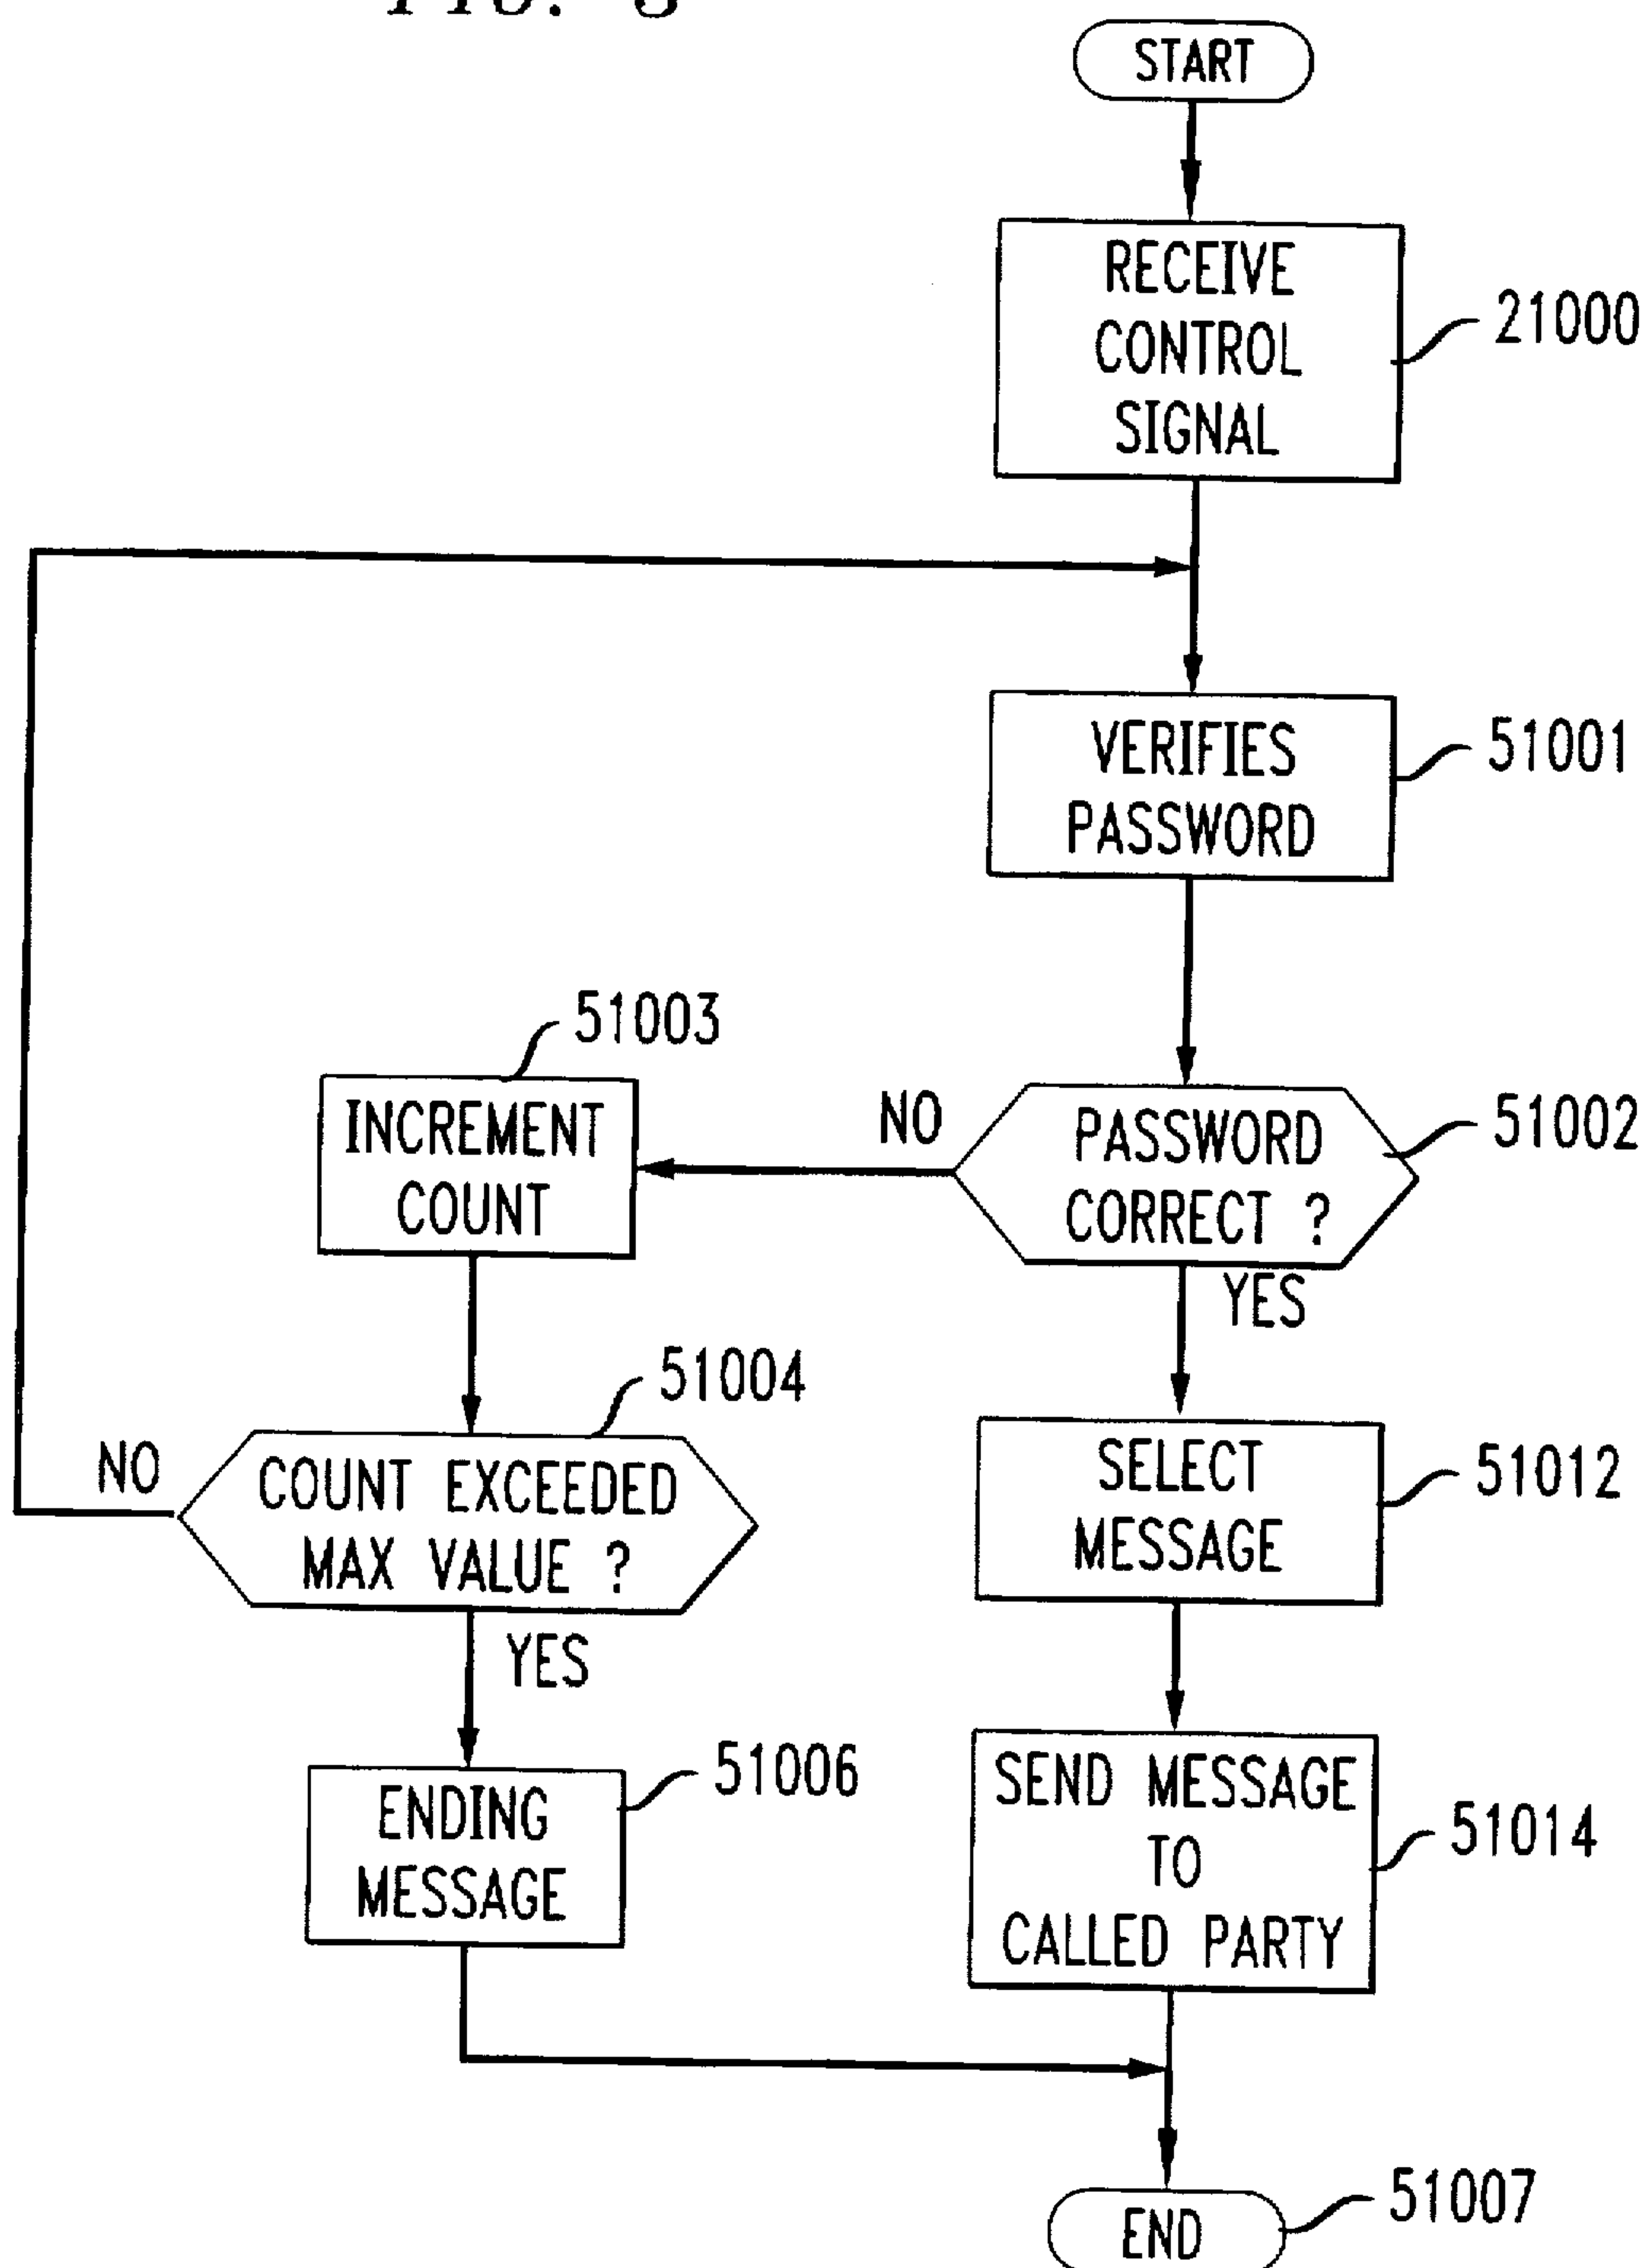 START
RECEIVE
CONTROL
SIGNAL
21000
VERIFIES
PASSWORD
51001
PASSWORD
CORRECT ?
51002
NO
YES
INCREMENT
COUNT
51003
COUNT EXCEEDED
MAX VALUE ?
51004
NO
YES
SELECT
MESSAGE
51012
ENDING
MESSAGE
51006
SEND MESSAGE
TO
CALLED PARTY
51014
END
51007